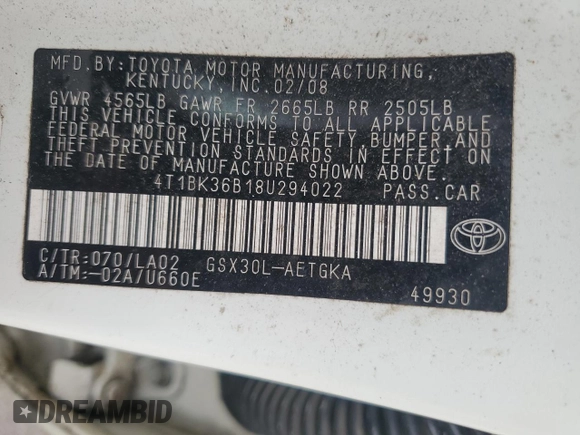 MFD.BY:TOYOTA MOTOR MANUFACTURING,
KENTUCKY, INC.02/08
GVWR 4565LB GAWR FR 2665LB RR 2505LB
THIS VEHICLE CONFORMS TO ALL APPLICABLE
FEDERAL MOTOR VEHICLE SAFETY, BUMPER,AND
THEFT PREVENTION STANDARDS IN EFFECT ON
THE DATE OF MANUFACTURE SHOWN ABOVE.
4T1BK36B18U294022 PASS.CAR
C/TR:070/LA02 GSX30L-AETGKA
A/TM:-02A/U660E
49930
TOYOTA
DREAMBID